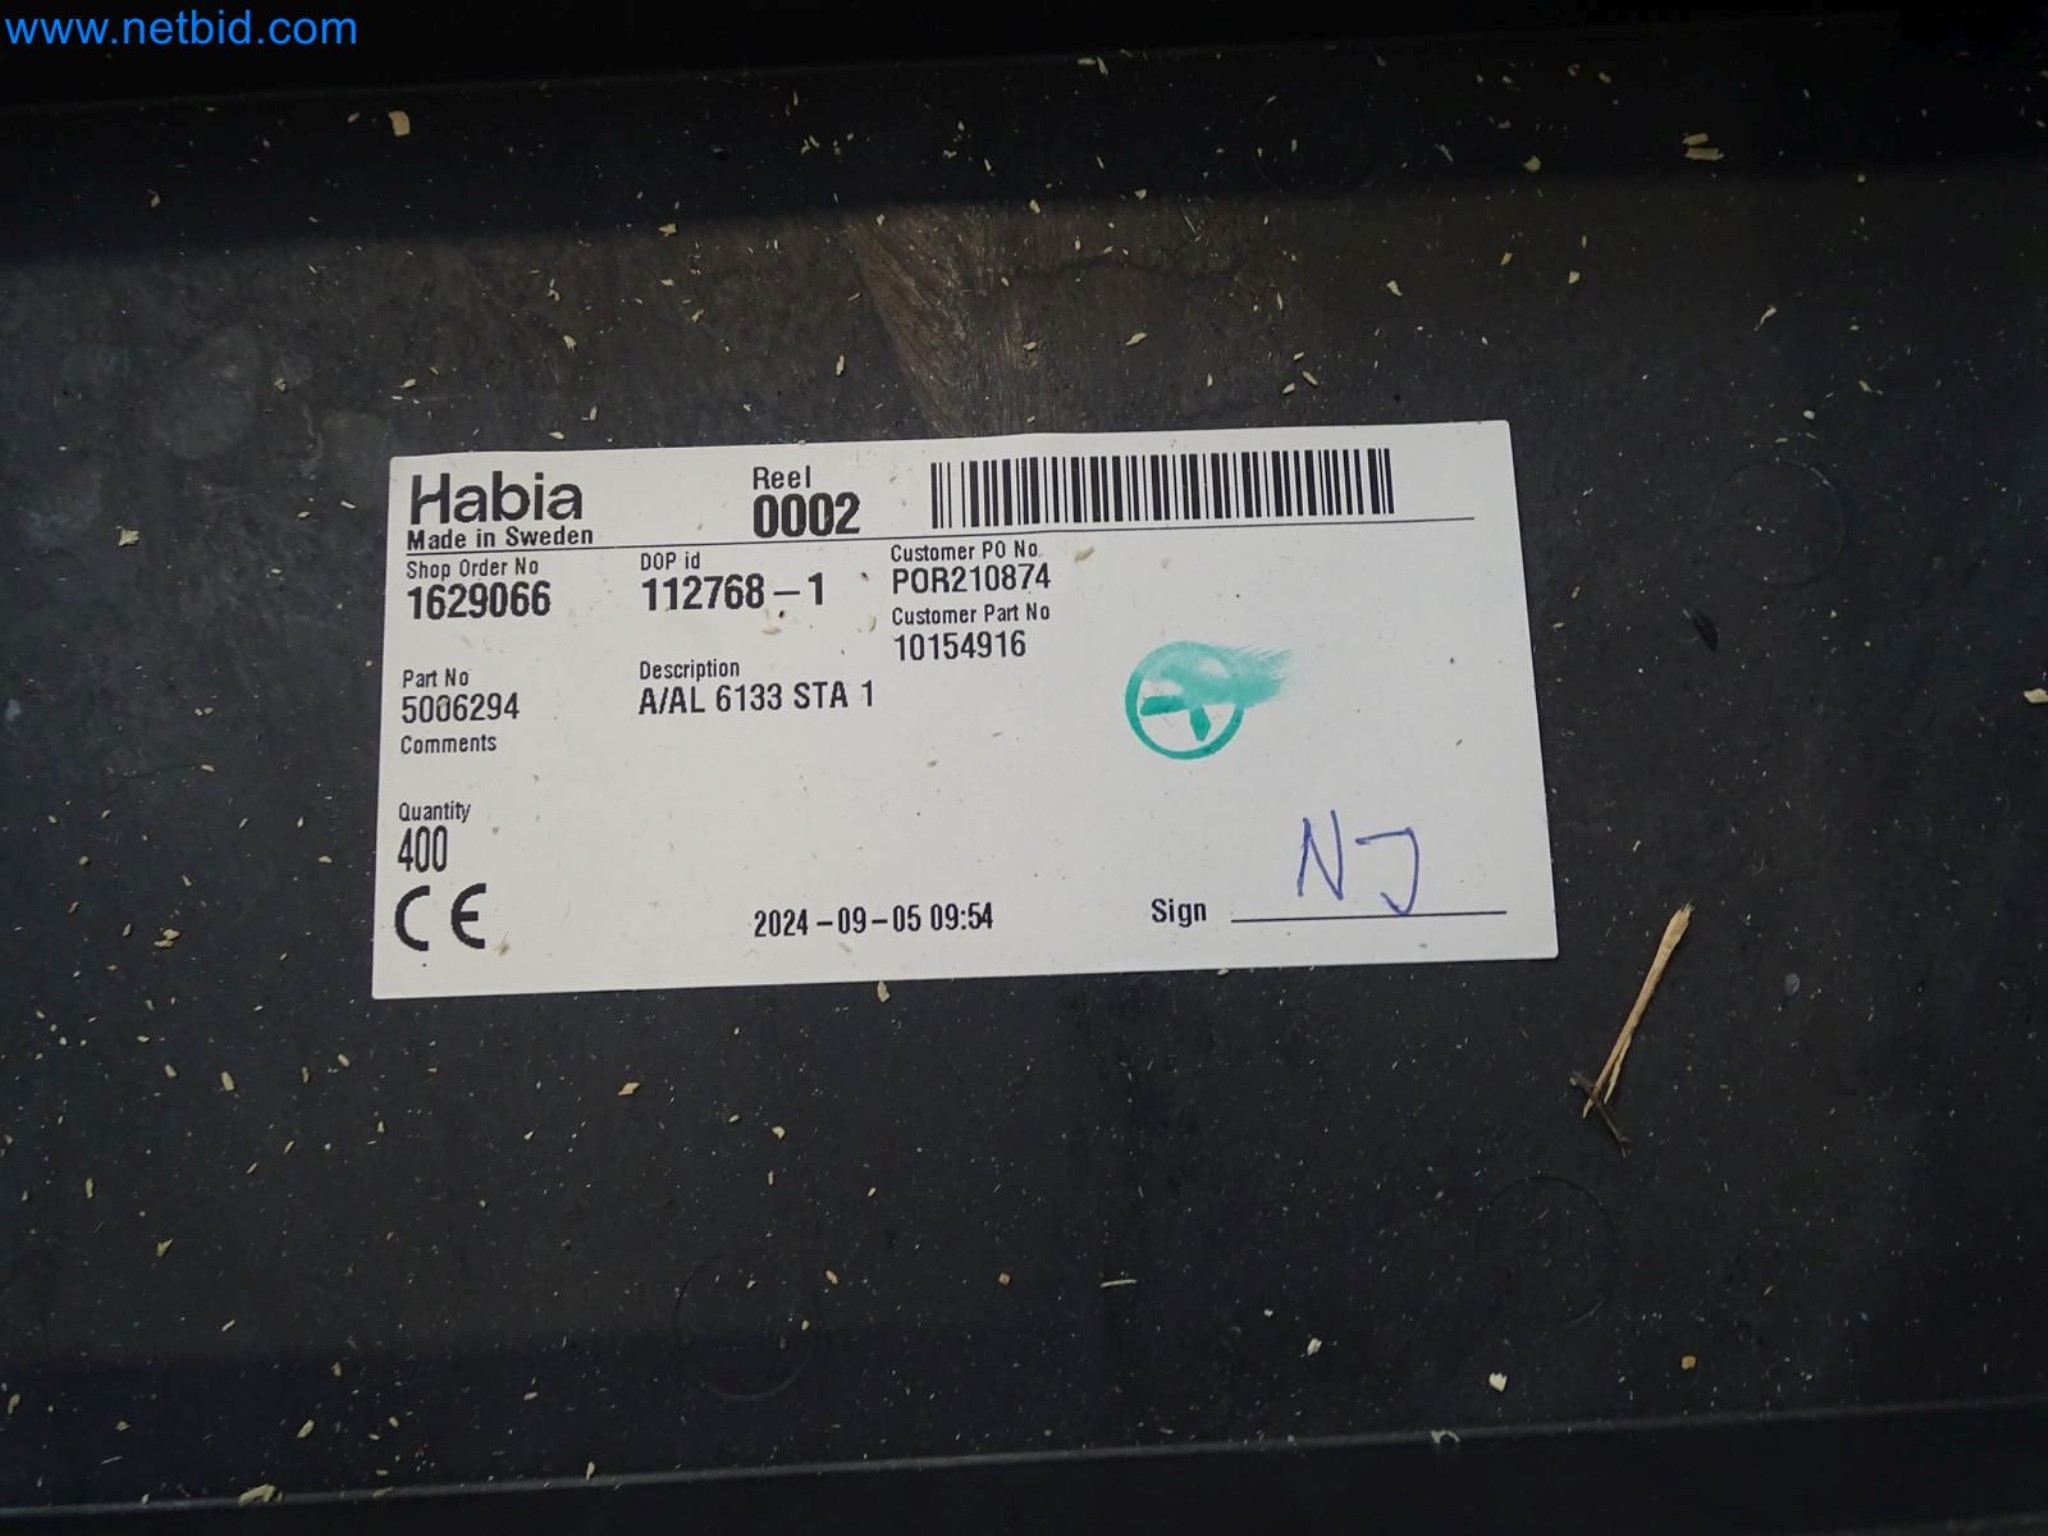 www.netbid.com
Habia
Made in Sweden
Reel
0002
Shop Order No
1629066
DOP id
112768-1
Customer PO No.
POR210874
Customer Part No
10154916
Part No
5006294
Description
A/AL 6133 STA 1
Comments
Quantity
400
CE
2024-09-05 09:54
Sign
NJ